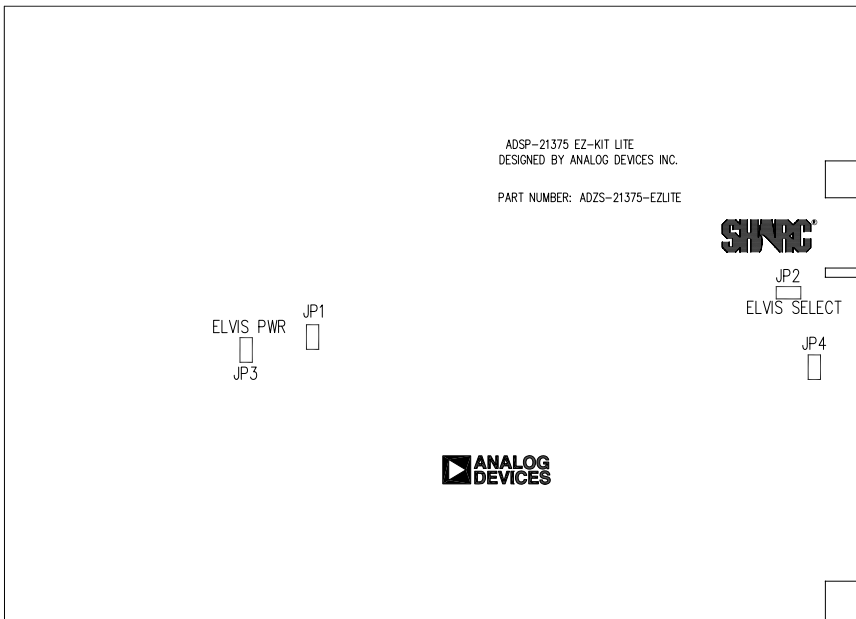 ADSP-21375 EZ-KIT LITE
DESIGNED BY ANALOG DEVICES INC.
PART NUMBER: ADZS-21375-EZLITE
SHARC®
JP2
ELVIS SELECT
JP1
ELVIS PWR
JP3
JP4
ANALOG
DEVICES